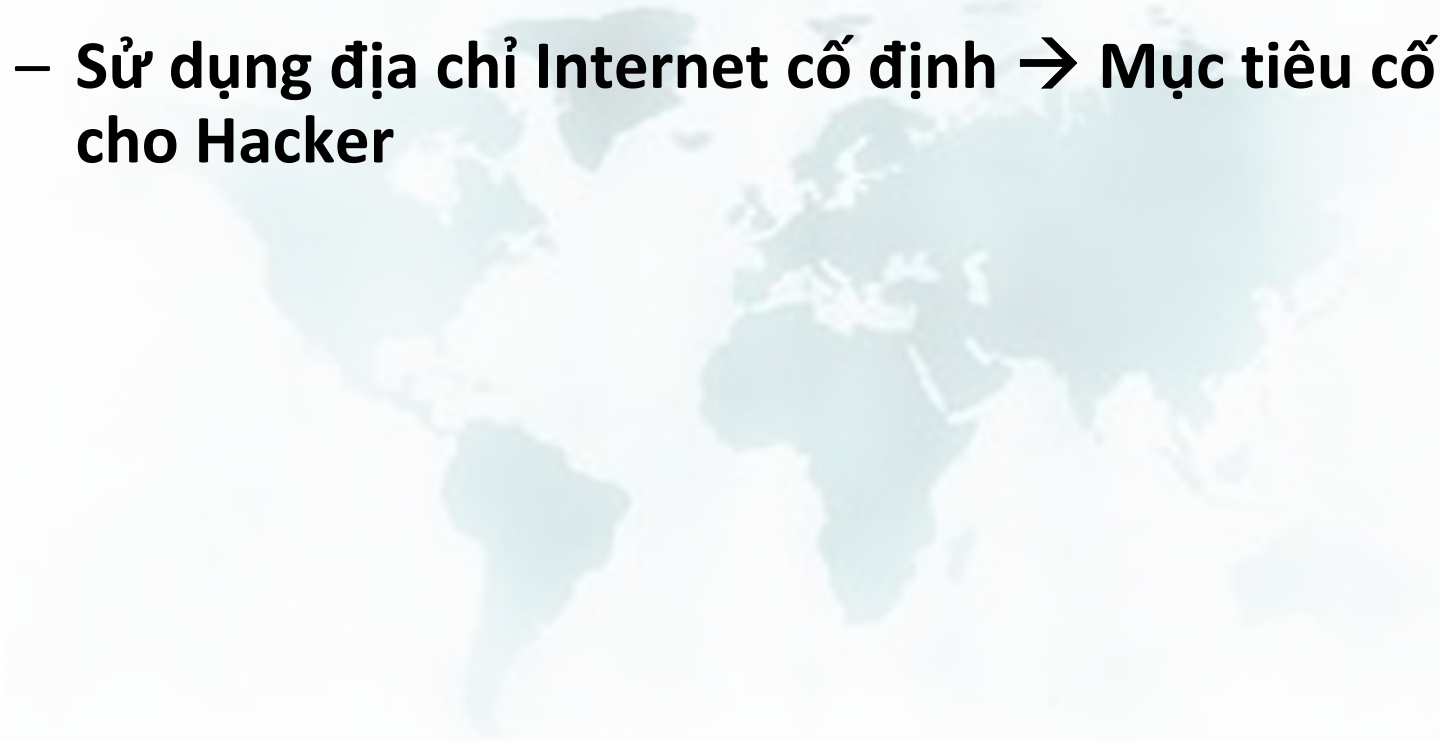 – Sử dụng địa chỉ Internet cố định → Mục tiêu cố
cho Hacker